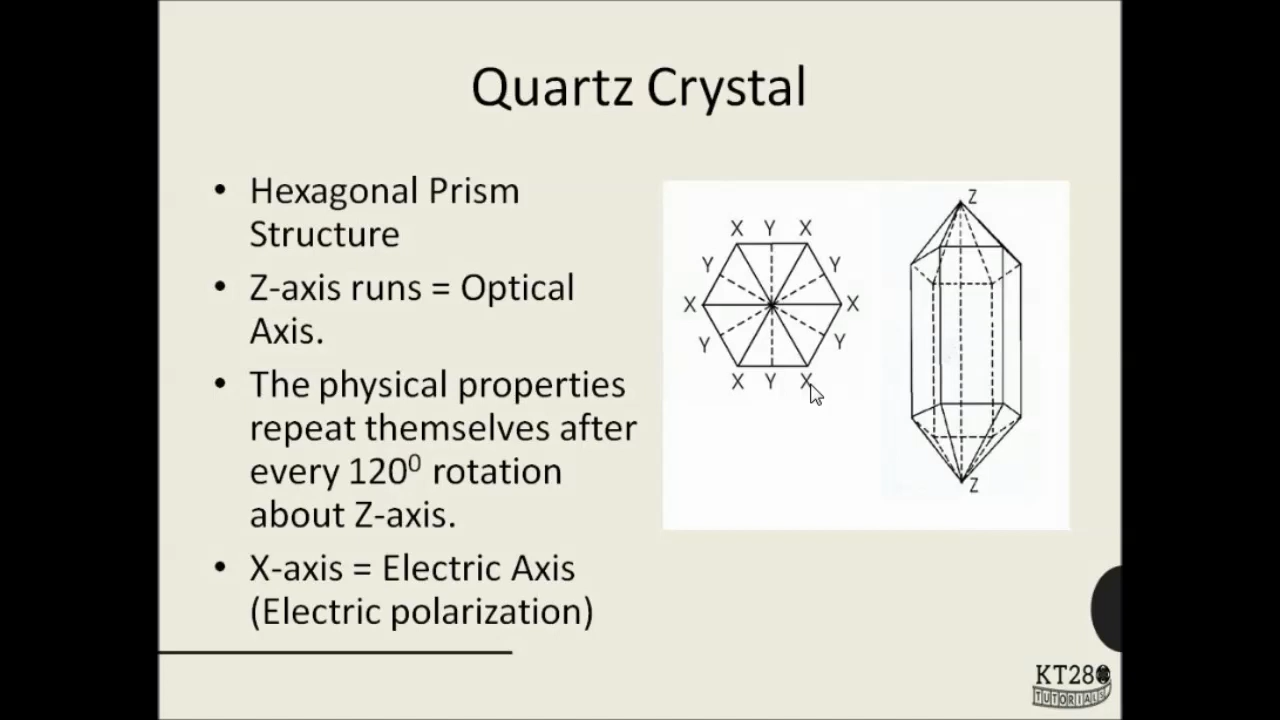 Quartz Crystal
• Hexagonal Prism
Structure
• Z-axis runs = Optical
Axis.
• The physical properties
repeat themselves after
every 120⁰ rotation
about Z-axis.
• X-axis = Electric Axis
(Electric polarization)
X Y X
Y Y
X X
Y Y
X Y X
Z
Z
KT280
TUTORIALS